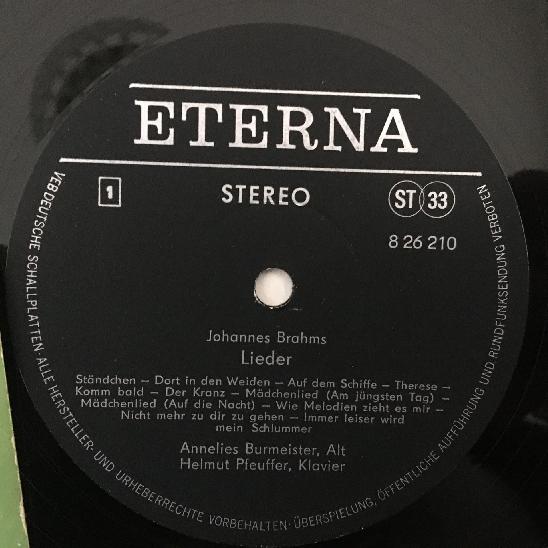 ETERNA
1
STEREO
ST 33
8 26 210
Johannes Brahms
Lieder
Ständchen – Dort in den Weiden – Auf dem Schiffe – Therese –
Komm bald – Der Kranz – Mädchenlied (Am jüngsten Tag) –
Mädchenlied (Auf die Nacht) – Wie Melodien zieht es mir –
Nicht mehr zu dir zu gehen – Immer leiser wird
mein Schlummer
Annelies Burmeister, Alt
Helmut Pfeuffer, Klavier
VEB DEUTSCHE SCHALLPLATTEN · ALLE HERSTELLER- UND URHEBERRECHTE VORBEHALTEN · ÜBERSPIELUNG, ÖFFENTLICHE AUFFÜHRUNG UND RUNDFUNKSENDUNG VERBOTEN